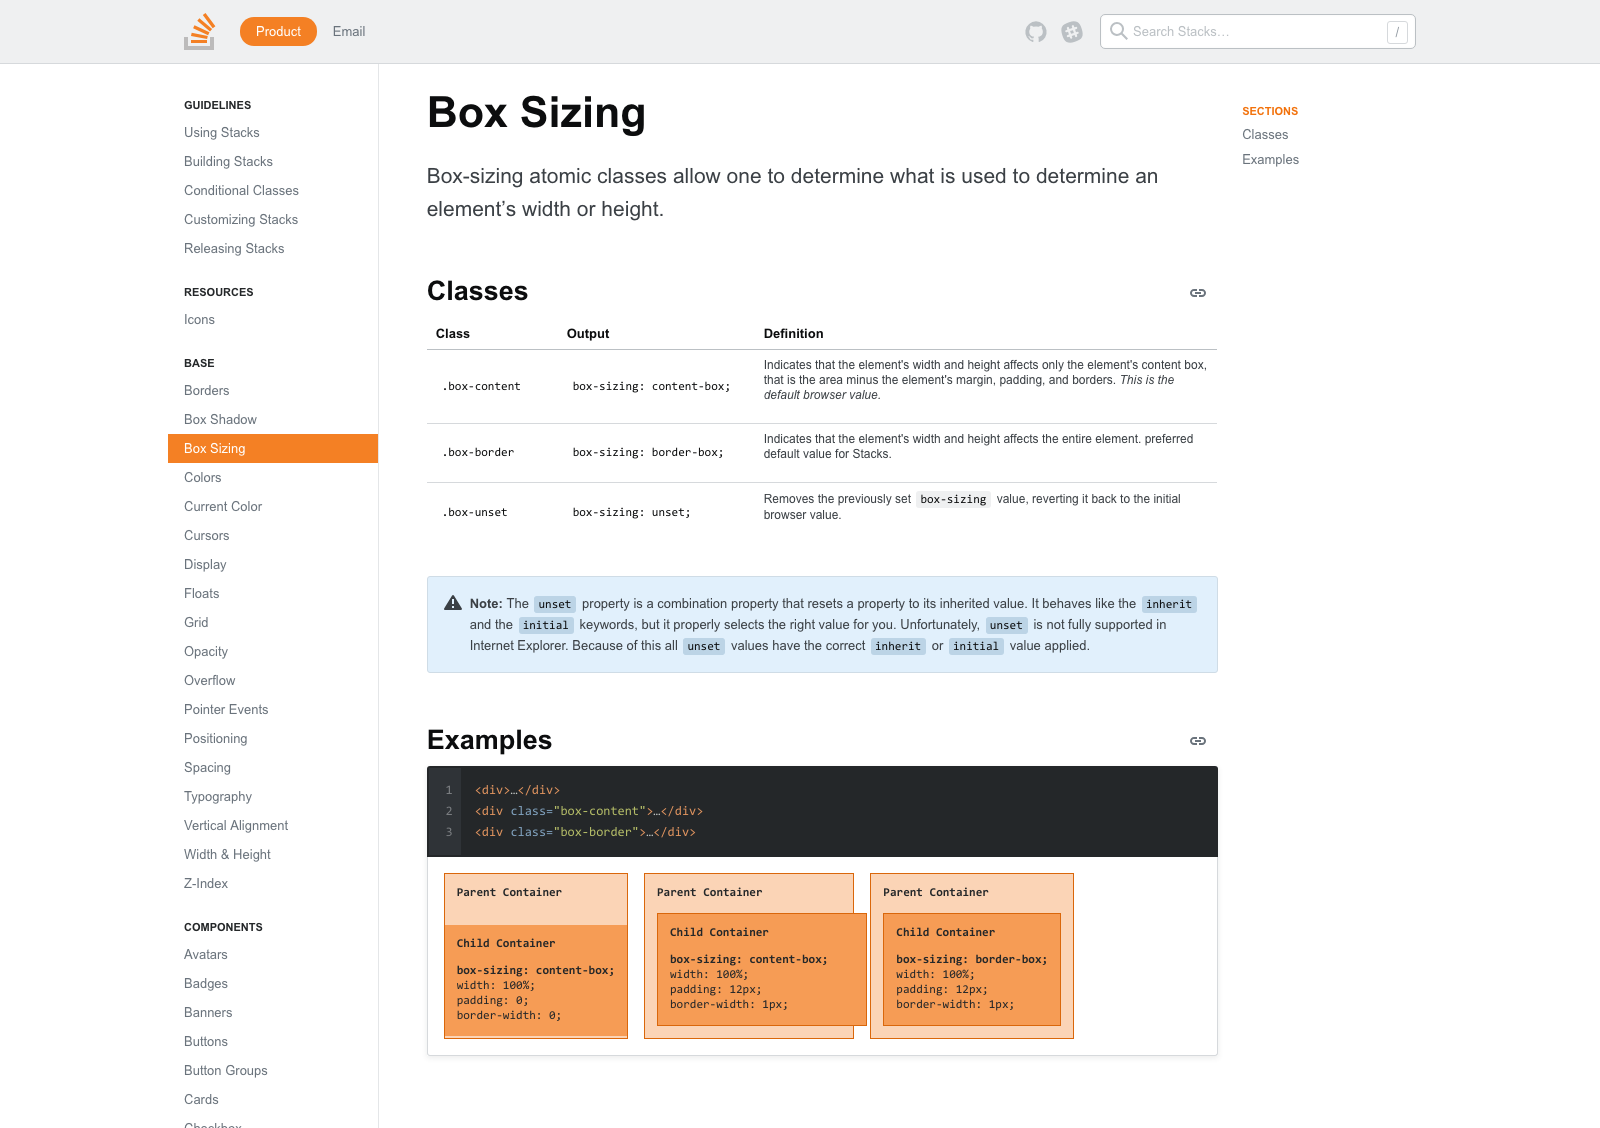 Product
Email
Search Stacks...
/
GUIDELINES
Using Stacks
Building Stacks
Conditional Classes
Customizing Stacks
Releasing Stacks
RESOURCES
Icons
BASE
Borders
Box Shadow
Box Sizing
Colors
Current Color
Cursors
Display
Floats
Grid
Opacity
Overflow
Pointer Events
Positioning
Spacing
Typography
Vertical Alignment
Width & Height
Z-Index
COMPONENTS
Avatars
Badges
Banners
Buttons
Button Groups
Cards
Checkbox
Box Sizing
Box-sizing atomic classes allow one to determine what is used to determine an
element’s width or height.
Classes
Class Output Definition
.box-content box-sizing: content-box; Indicates that the element's width and height affects only the element's content box,
that is the area minus the element's margin, padding, and borders. This is the
default browser value.
.box-border box-sizing: border-box; Indicates that the element's width and height affects the entire element. preferred
default value for Stacks.
.box-unset box-sizing: unset; Removes the previously set box-sizing value, reverting it back to the initial
browser value.
Note: The unset property is a combination property that resets a property to its inherited value. It behaves like the inherit
and the initial keywords, but it properly selects the right value for you. Unfortunately, unset is not fully supported in
Internet Explorer. Because of this all unset values have the correct inherit or initial value applied.
Examples
1 <div>…</div>
2 <div class="box-content">…</div>
3 <div class="box-border">…</div>
Parent Container
Child Container
box-sizing: content-box;
width: 100%;
padding: 0;
border-width: 0;
Parent Container
Child Container
box-sizing: content-box;
width: 100%;
padding: 12px;
border-width: 1px;
Parent Container
Child Container
box-sizing: border-box;
width: 100%;
padding: 12px;
border-width: 1px;
SECTIONS
Classes
Examples